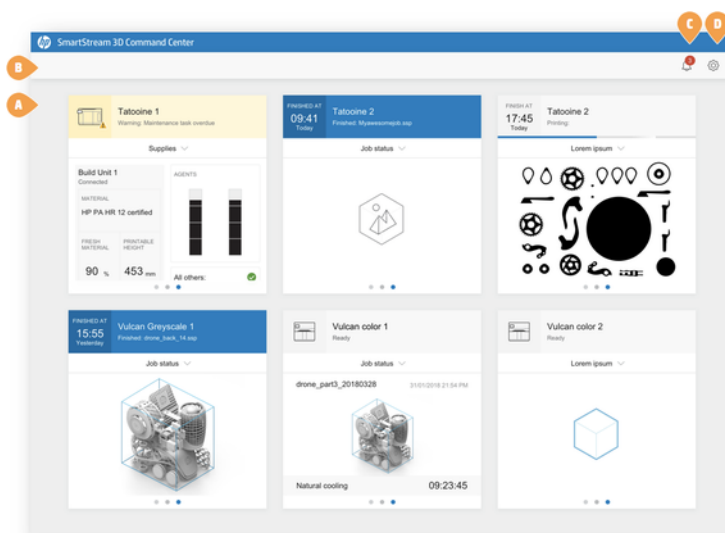 C D
hp SmartStream 3D Command Center
B
3
A
Tatooine 1
Warning: Maintenance task overdue
Supplies
Build Unit 1
Connected
AGENTS
MATERIAL
HP PA HR 12 certified
FRESH MATERIAL
PRINTABLE HEIGHT
90 %
453 mm
All others:
FINISHED AT
09:41
Today
Tatooine 2
Finished: Myawesomejob.ssp
Job status
FINISH AT
17:45
Today
Tatooine 2
Printing:
Lorem ipsum
FINISHED AT
15:55
Yesterday
Vulcan Greyscale 1
Finished: drone_back_14.ssp
Job status
Vulcan color 1
Ready
Job status
drone_part3_20180328
31/01/2018 21:54 PM
Natural cooling
09:23:45
Vulcan color 2
Ready
Lorem ipsum